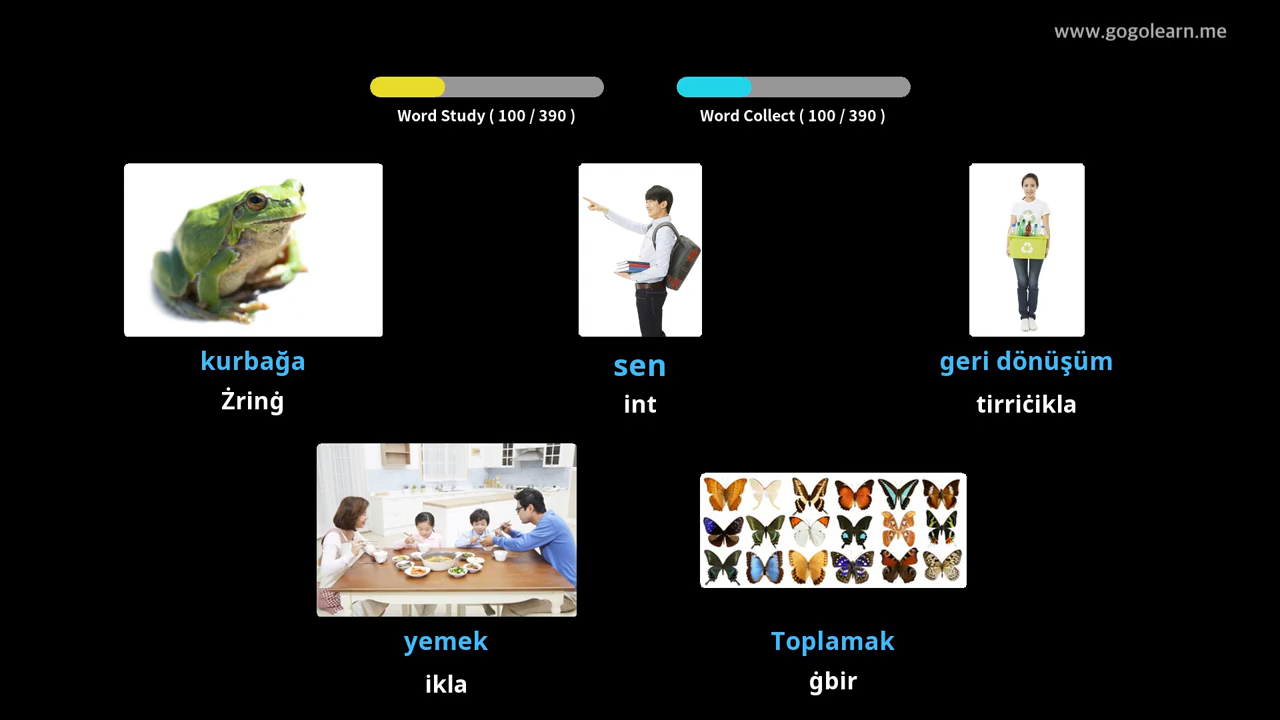 www.gogolearn.me
Word Study ( 100 / 390 )
Word Collect ( 100 / 390 )
kurbağa
Żrinġ
sen
int
geri dönüşüm
tirriċikla
yemek
ikla
Toplamak
ġbir